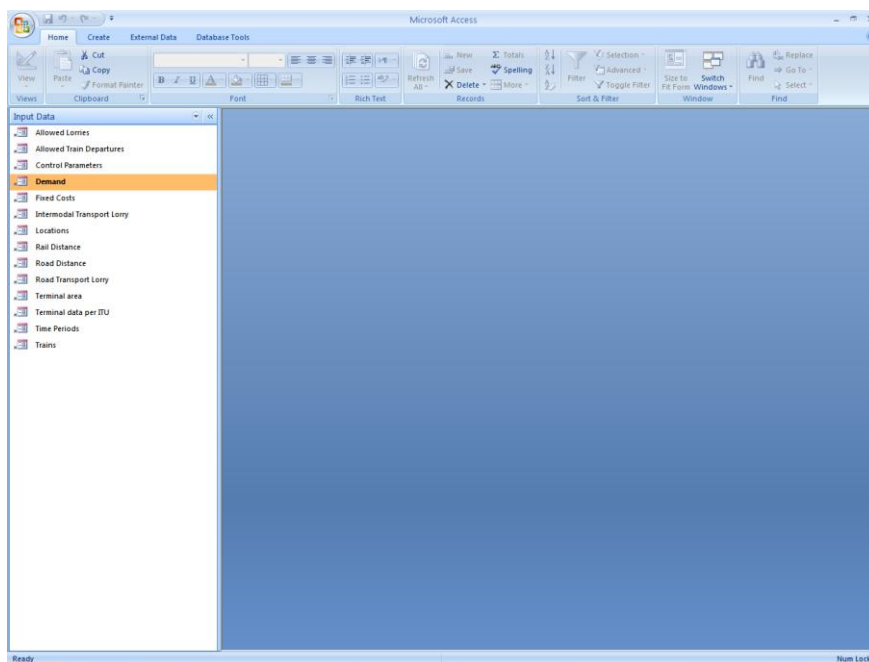 Microsoft Access
Home Create External Data Database Tools
View
Views
Paste
Cut
Copy
Format Painter
Clipboard
B I U A
Font
Rich Text
Refresh All
New
Save
Delete
Σ Totals
Spelling
More
Records
Filter
Selection
Advanced
Toggle Filter
Sort & Filter
Size to Fit Form
Switch Windows
Window
Find
Replace
Go To
Select
Find
Input Data
Allowed Lorries
Allowed Train Departures
Control Parameters
Demand
Fixed Costs
Intermodal Transport Lorry
Locations
Rail Distance
Road Distance
Road Transport Lorry
Terminal area
Terminal data per ITU
Time Periods
Trains
Ready
Num Lock